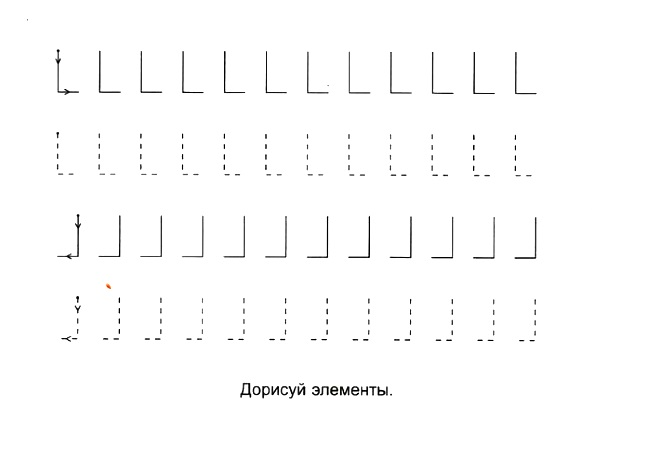 Дорисуй элементы.